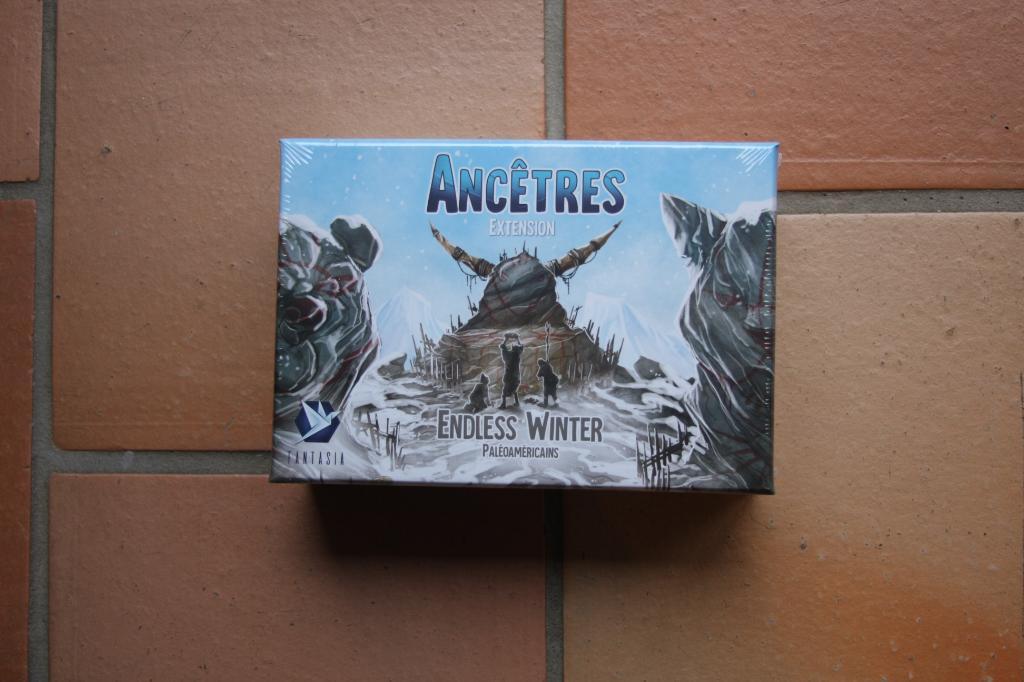 ANCÊTRES
EXTENSION
ENDLESS WINTER
PALÉOAMÉRICAINS
FANTASIA